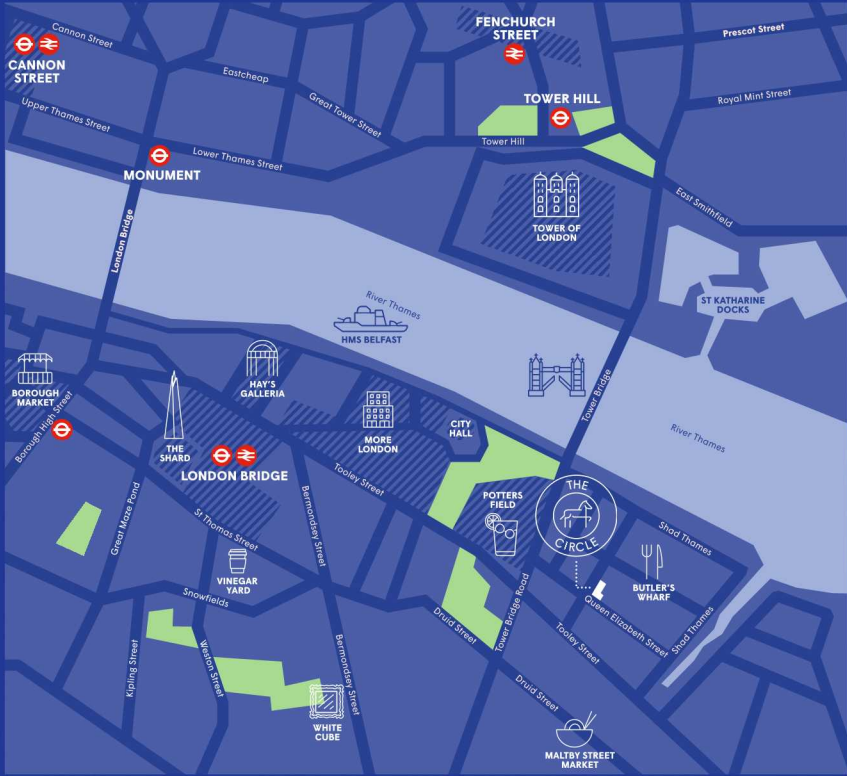 FENCHURCH
STREET
Prescot Street
Cannon Street
CANNON
STREET
Eastcheap
Great Tower Street
TOWER HILL
Royal Mint Street
Upper Thames Street
Lower Thames Street
Tower Hill
MONUMENT
East Smithfield
TOWER OF
LONDON
London Bridge
River Thames
ST KATHARINE
DOCKS
HMS BELFAST
HAY'S
GALLERIA
BOROUGH
MARKET
Tower Bridge
Borough High Street
THE
SHARD
MORE
LONDON
CITY
HALL
River Thames
LONDON BRIDGE
Tooley Street
POTTERS
FIELD
THE
CIRCLE
Great Maze Pond
St Thomas Street
Bermondsey Street
Shad Thames
VINEGAR
YARD
BUTLER'S
WHARF
Snowfields
Druid Street
Tower Bridge Road
Queen Elizabeth Street
Shad Thames
Tooley Street
Kipling Street
Weston Street
Bermondsey Street
Druid Street
WHITE
CUBE
MALTBY STREET
MARKET